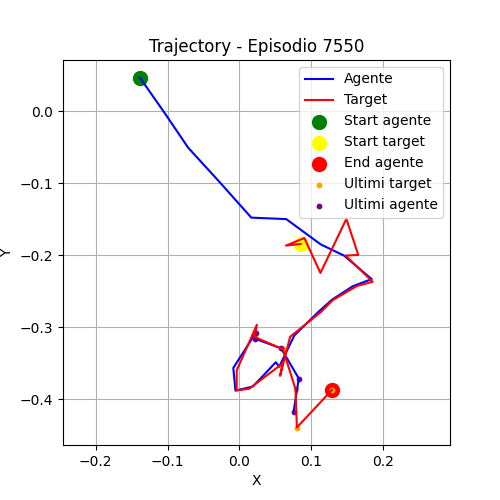 Trajectory - Episodio 7550
Agente
Target
Start agente
Start target
End agente
Ultimi target
Ultimi agente
Y
0.0
−0.1
−0.2
−0.3
−0.4
−0.2
−0.1
0.0
0.1
0.2
X